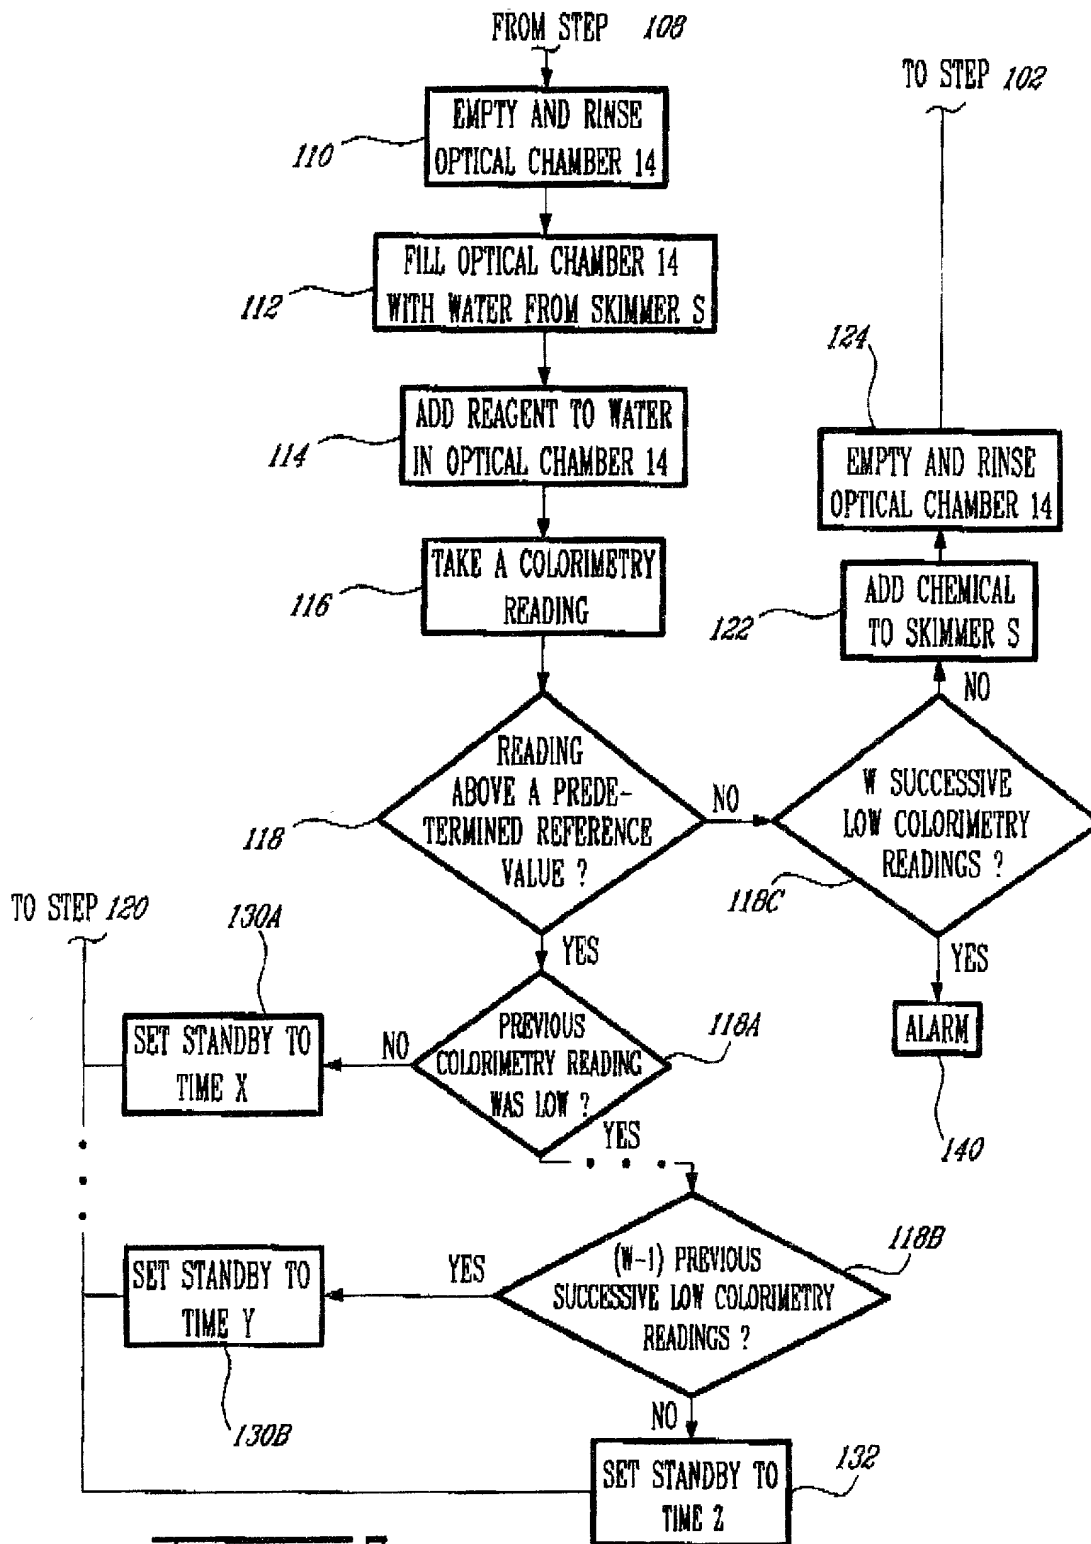 FROM STEP 108
TO STEP 102
EMPTY AND RINSE
OPTICAL CHAMBER 14
110
FILL OPTICAL CHAMBER 14
WITH WATER FROM SKIMMER S
112
ADD REAGENT TO WATER
IN OPTICAL CHAMBER 14
114
124
EMPTY AND RINSE
OPTICAL CHAMBER 14
TAKE A COLORIMETRY
READING
116
ADD CHEMICAL
TO SKIMMER S
122
NO
READING
ABOVE A PREDE-
TERMINED REFERENCE
VALUE ?
118
NO
W SUCCESSIVE
LOW COLORIMETRY
READINGS ?
118C
YES
ALARM
140
YES
TO STEP 120
130A
SET STANDBY TO
TIME X
NO
PREVIOUS
COLORIMETRY READING
WAS LOW ?
118A
YES
SET STANDBY TO
TIME Y
130B
YES
(W-1) PREVIOUS
SUCCESSIVE LOW COLORIMETRY
READINGS ?
118B
NO
SET STANDBY TO
TIME Z
132